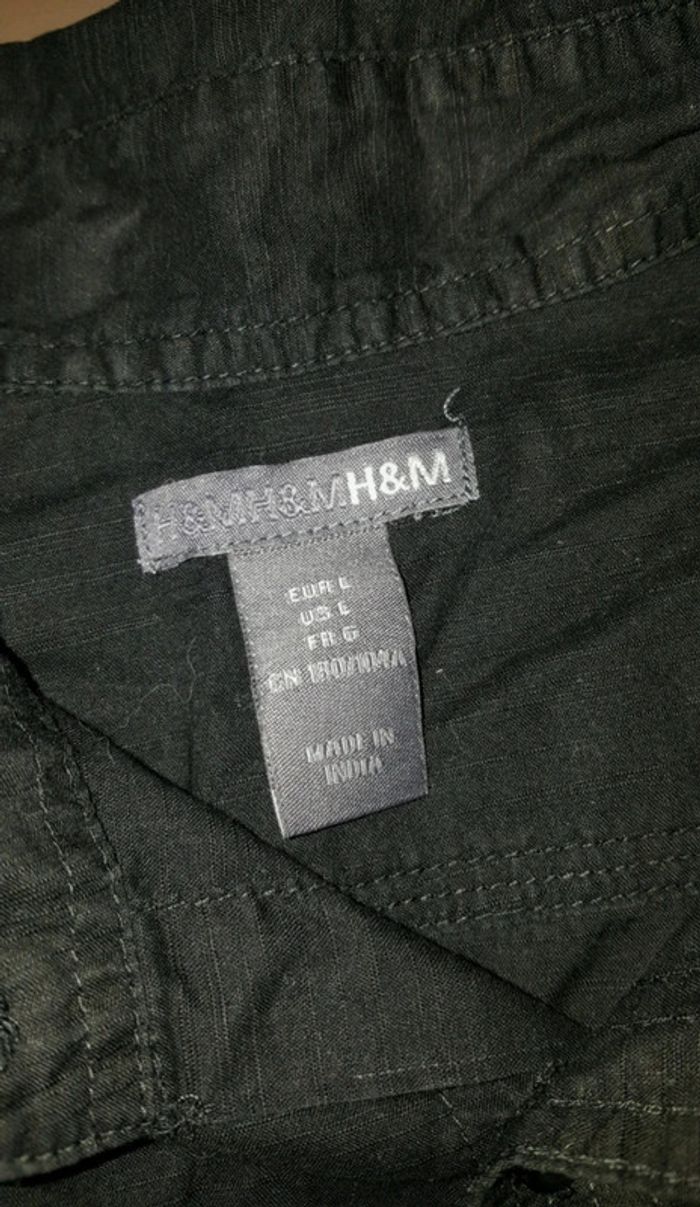 H&MH&MH&M
EUR L
US L
FR G
CN 180/104A
MADE IN
INDIA